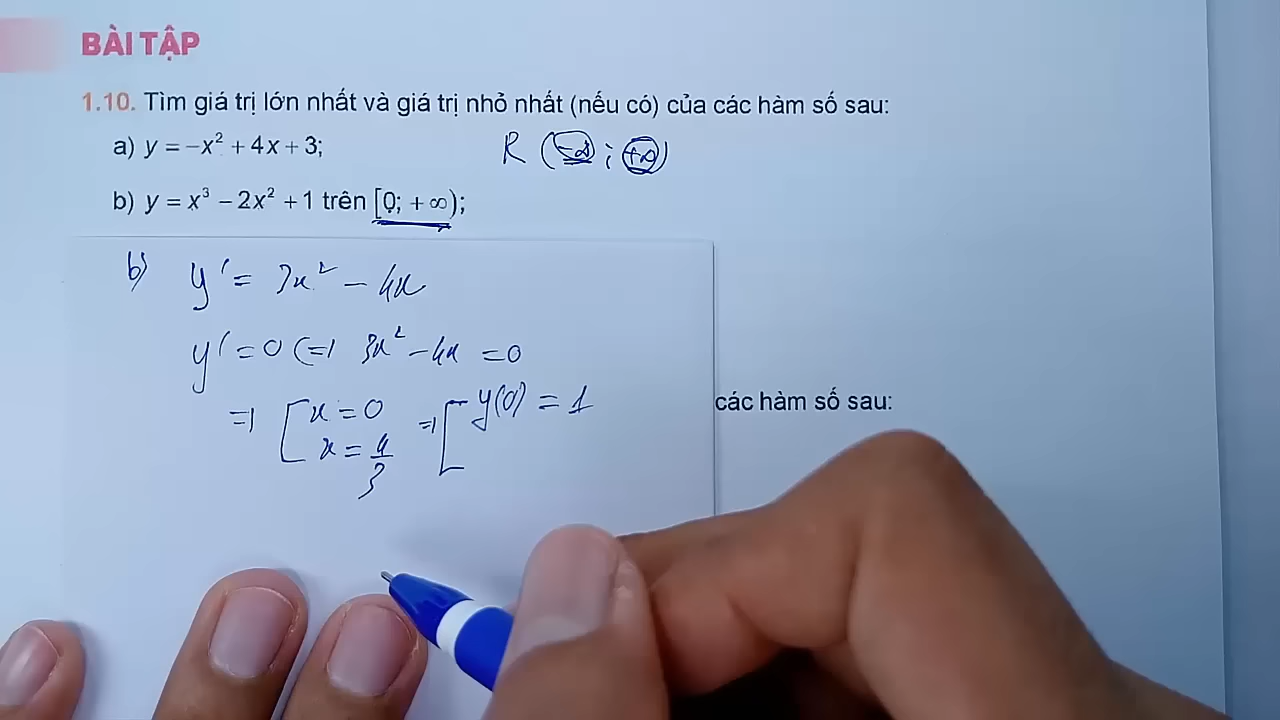 BÀI TẬP
1.10. Tìm giá trị lớn nhất và giá trị nhỏ nhất (nếu có) của các hàm số sau:
a) y = -x² + 4x + 3; R (-∞ ; +∞)
b) y = x³ - 2x² + 1 trên [0; + ∞);
b) y' = 3x² - 4x
y' = 0 (=) 3x² - 4x = 0
=) [ x = 0 =) [ y(0) = 1
x = 4/3
các hàm số sau: